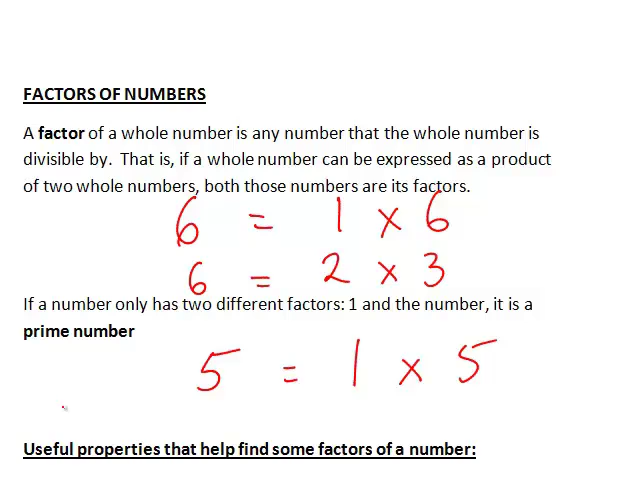 FACTORS OF NUMBERS
A factor of a whole number is any number that the whole number is
divisible by. That is, if a whole number can be expressed as a product
of two whole numbers, both those numbers are its factors.
6 = 1 × 6
6 = 2 × 3
If a number only has two different factors: 1 and the number, it is a
prime number
5 = 1 × 5
Useful properties that help find some factors of a number: